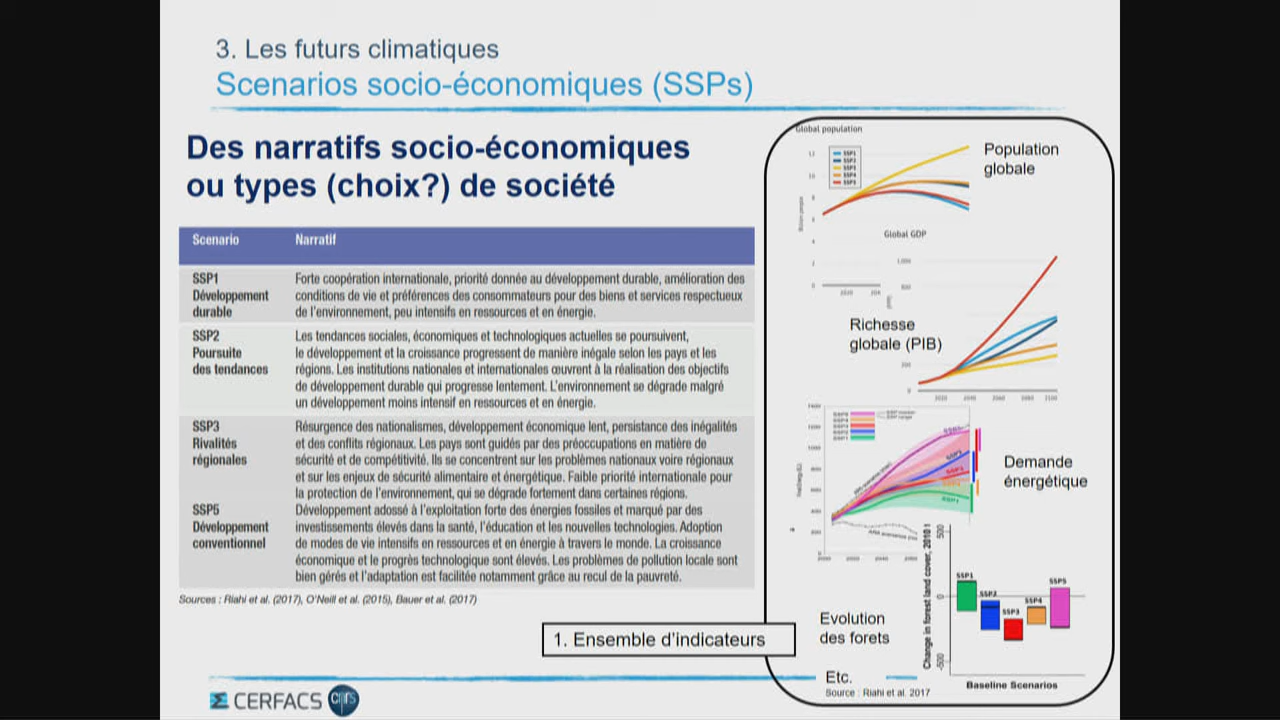 3. Les futurs climatiques
Scenarios socio-économiques (SSPs)
Des narratifs socio-économiques
ou types (choix?) de société
Scenario Narratif
SSP1
Développement
durable
Forte coopération internationale, priorité donnée au développement durable, amélioration des
conditions de vie et préférences des consommateurs pour des biens et services respectueux
de l'environnement, peu intensifs en ressources et en énergie.
SSP2
Poursuite
des tendances
Les tendances sociales, économiques et technologiques actuelles se poursuivent,
le développement et la croissance progressent de manière inégale selon les pays et les
régions. Les institutions nationales et internationales œuvrent à la réalisation des objectifs
de développement durable qui progresse lentement. L'environnement se dégrade malgré
un développement moins intensif en ressources et en énergie.
SSP3
Rivalités
régionales
Résurgence des nationalismes, développement économique lent, persistance des inégalités
et des conflits régionaux. Les pays sont guidés par des préoccupations en matière de
sécurité et de compétitivité. Ils se concentrent sur les problèmes nationaux voire régionaux
et sur les enjeux de sécurité alimentaire et énergétique. Faible priorité internationale pour
la protection de l'environnement, qui se dégrade fortement dans certaines régions.
SSP5
Développement
conventionnel
Développement adossé à l'exploitation forte des énergies fossiles et marqué par des
investissements élevés dans la santé, l'éducation et les nouvelles technologies. Adoption
de modes de vie intensifs en ressources et en énergie à travers le monde. La croissance
économique et le progrès technologique sont élevés. Les problèmes de pollution locale sont
bien gérés et l'adaptation est facilitée notamment grâce au recul de la pauvreté.
Sources : Riahi et al. (2017), O'Neill et al. (2015), Bauer et al. (2017)
1. Ensemble d'indicateurs
Global population
SSP1
SSP2
SSP3
SSP4
SSP5
Population
globale
Global GDP
Richesse
globale (PIB)
Demande
énergétique
Change in forest land cover, 2010
500
0
-500
SSP1
SSP2
SSP3
SSP4
SSP5
Baseline Scenarios
Evolution
des forets
Etc.
Source : Riahi et al. 2017
CERFACS
cnrs